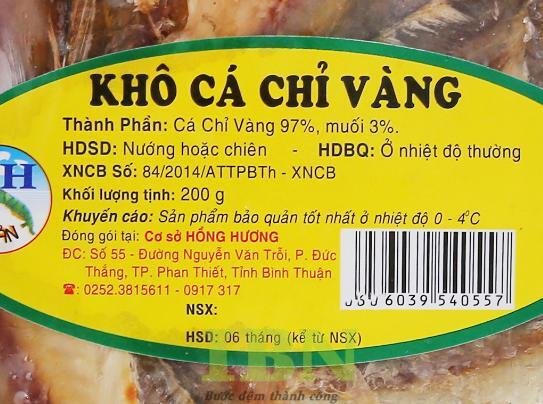 KHÔ CÁ CHỈ VÀNG
Thành Phần: Cá Chỉ Vàng 97%, muối 3%.
HDSD: Nướng hoặc chiên - HDBQ: Ở nhiệt độ thường
XNCB Số: 84/2014/ATTPBTh - XNCB
Khối lượng tịnh: 200 g
Khuyến cáo: Sản phẩm bảo quản tốt nhất ở nhiệt độ 0 - 4°C
Đóng gói tại: Cơ sở HỒNG HƯƠNG
ĐC: Số 55 - Đường Nguyễn Văn Trỗi, P. Đức
Thắng, TP. Phan Thiết, Tỉnh Bình Thuận
☎: 0252.3815611 - 0917 317
NSX:
HSD: 06 tháng (kể từ NSX)
H
6039 540557
IBN
Bước đệm thành công